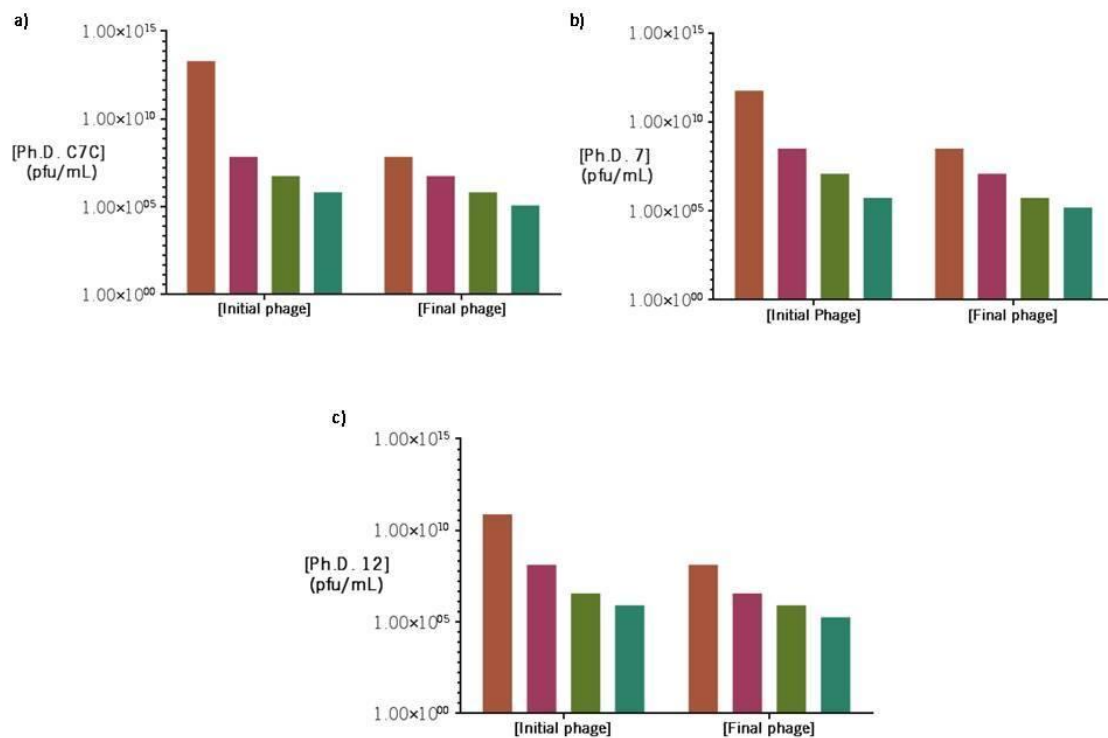 a)
1.00×10¹⁵
1.00×10¹⁰
[Ph.D. C7C]
(pfu/mL)
1.00×10⁰⁵
1.00×10⁰⁰
[Initial phage]
[Final phage]
b)
1.00×10¹⁵
1.00×10¹⁰
[Ph.D. 7]
(pfu/mL)
1.00×10⁰⁵
1.00×10⁰⁰
[Initial Phage]
[Final phage]
c)
1.00×10¹⁵
1.00×10¹⁰
[Ph.D. 12]
(pfu/mL)
1.00×10⁰⁵
1.00×10⁰⁰
[Initial phage]
[Final phage]